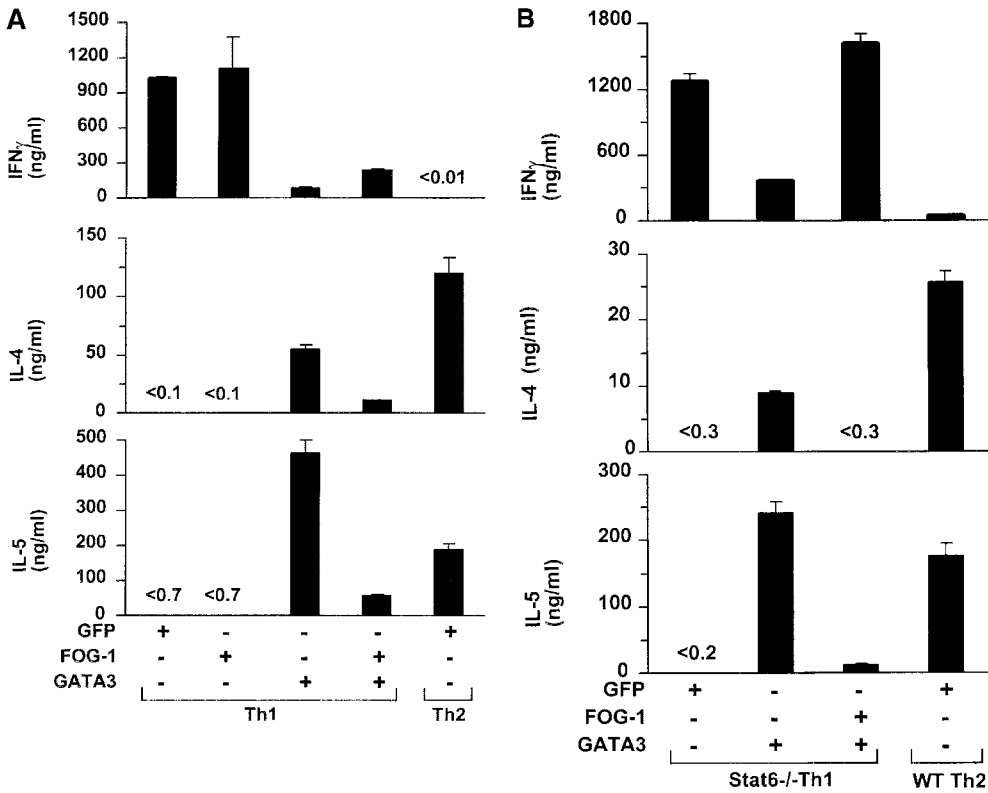 A
1500
1200
900
600
300
0
IFNγ
(ng/ml)
<0.01
150
100
50
0
IL-4
(ng/ml)
<0.1 <0.1
500
400
300
200
100
0
IL-5
(ng/ml)
<0.7 <0.7
GFP + - - - +
FOG-1 - + - + -
GATA3 - - + + -
Th1 Th2
B
1800
1200
600
0
IFNγ
(ng/ml)
30
20
10
0
IL-4 (ng/ml)
<0.3 <0.3
300
200
100
0
IL-5
(ng/ml)
<0.2
GFP + - - +
FOG-1 - - + -
GATA3 - + + -
Stat6-/-Th1 WT Th2